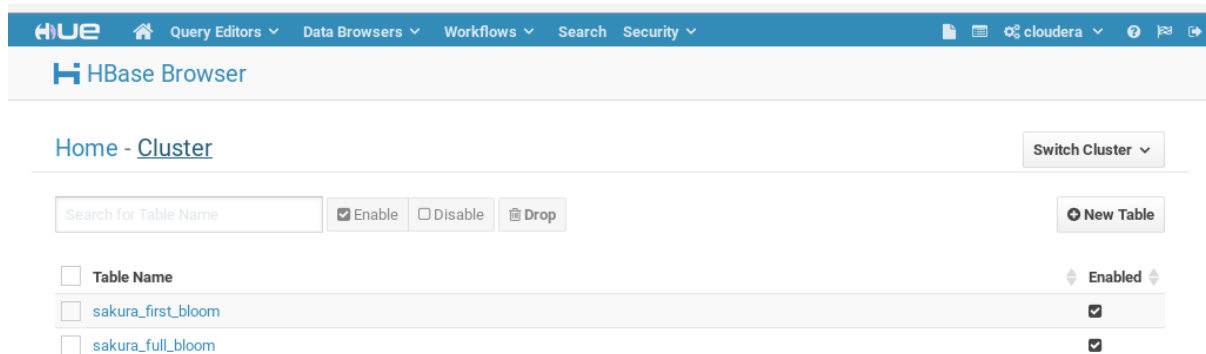 HUE Query Editors Data Browsers Workflows Search Security cloudera
HBase Browser
Home - Cluster Switch Cluster
Search for Table Name Enable Disable Drop New Table
Table Name Enabled
sakura_first_bloom
sakura_full_bloom